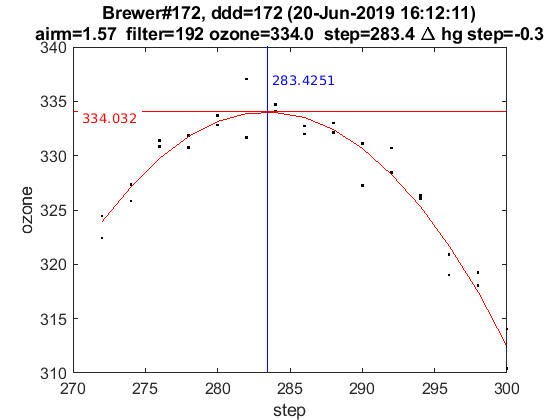 Brewer#172, ddd=172 (20-Jun-2019 16:12:11)
airm=1.57 filter=192 ozone=334.0 step=283.4 Δ hg step=-0.3
340
335
330
325
320
315
310
ozone
283.4251
334.032
270 275 280 285 290 295 300
step